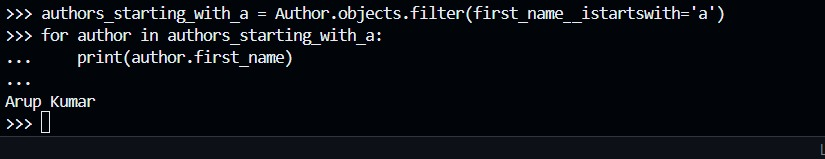 >>> authors_starting_with_a = Author.objects.filter(first_name__istartswith='a')
>>> for author in authors_starting_with_a:
...     print(author.first_name)
...
Arup Kumar
>>>